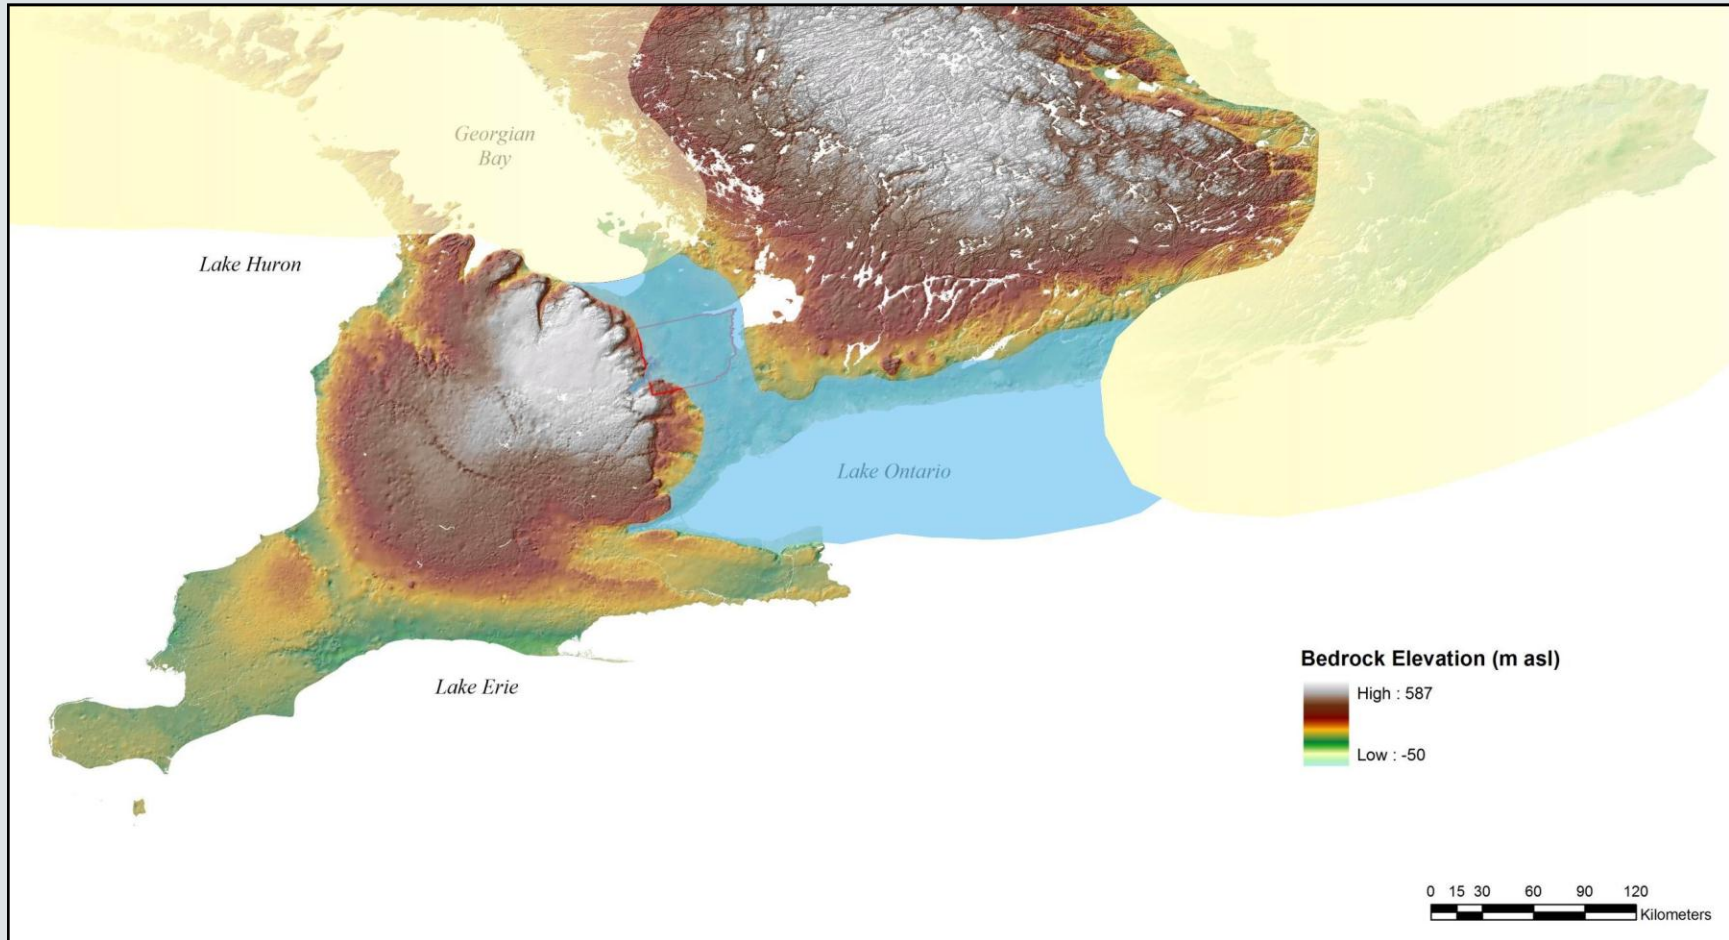 Georgian
Bay
Lake Huron
Lake Ontario
Lake Erie
Bedrock Elevation (m asl)
High : 587
Low : -50
0 15 30 60 90 120
Kilometers